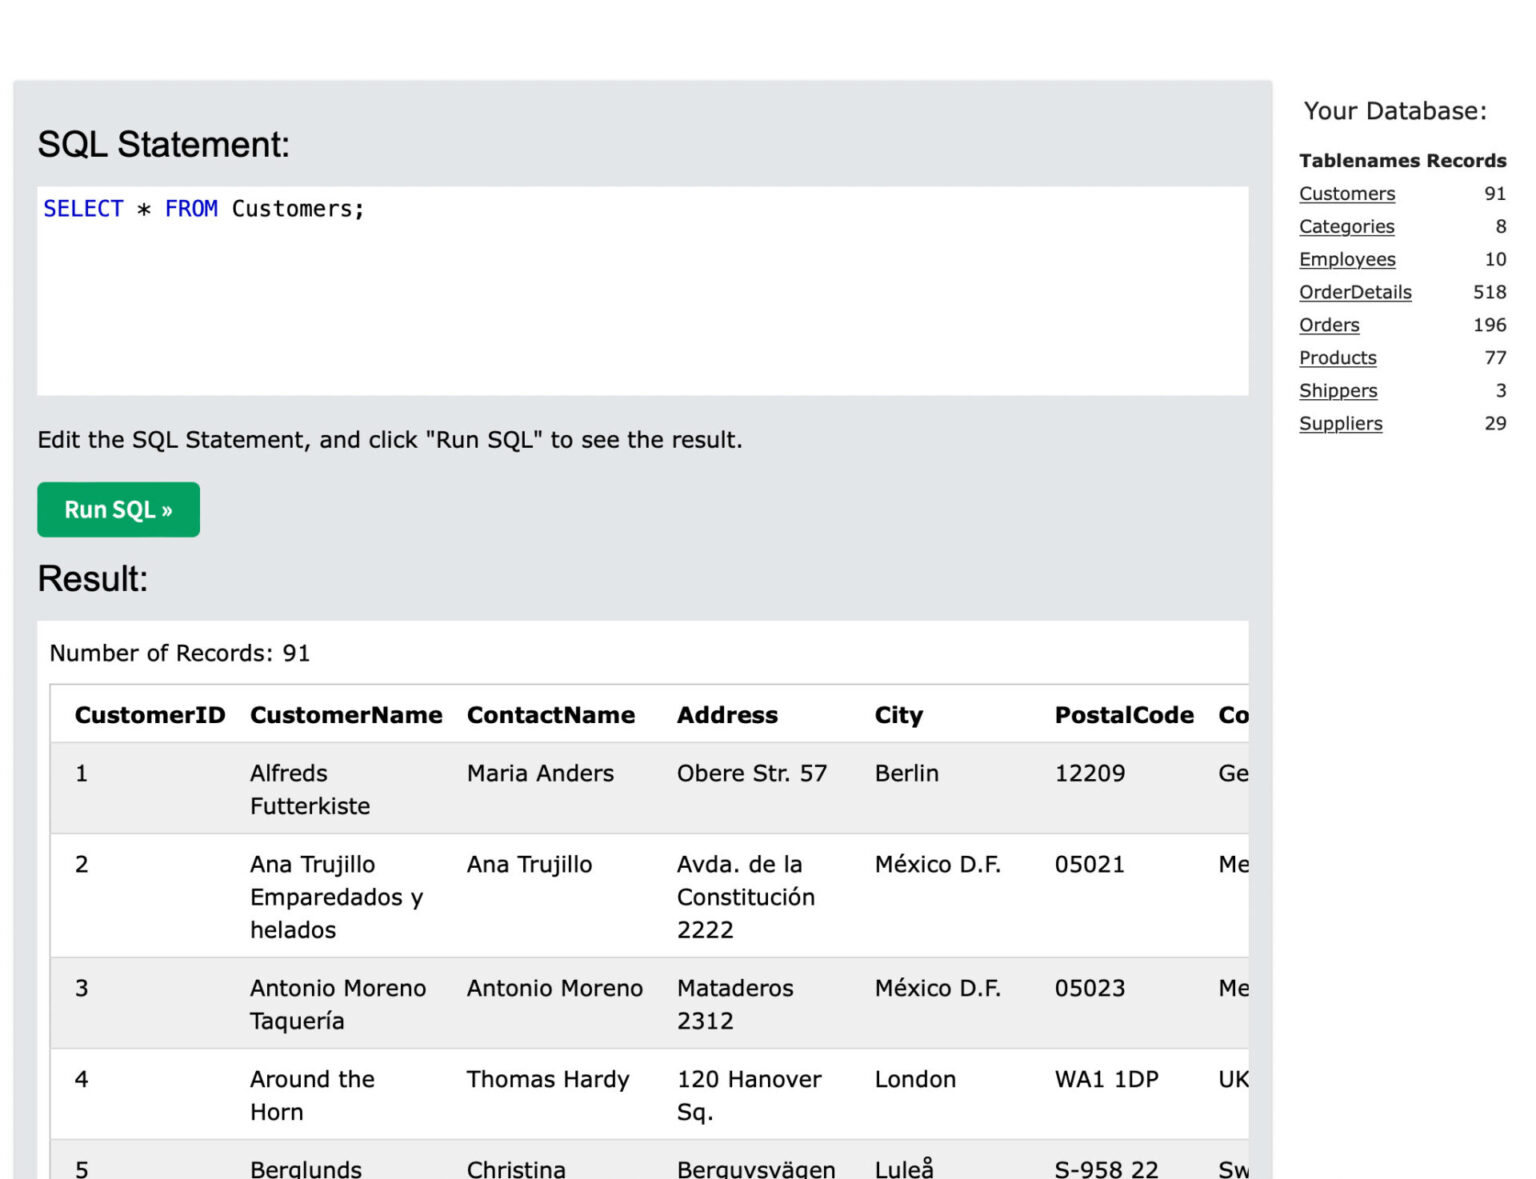 SQL Statement:
SELECT * FROM Customers;
Edit the SQL Statement, and click "Run SQL" to see the result.
Run SQL »
Result:
Number of Records: 91
CustomerID CustomerName ContactName Address City PostalCode Co
1 Alfreds Maria Anders Obere Str. 57 Berlin 12209 Ge
Futterkiste
2 Ana Trujillo Ana Trujillo Avda. de la México D.F. 05021 Me
Emparedados y Constitución
helados 2222
3 Antonio Moreno Antonio Moreno Mataderos México D.F. 05023 Me
Taquería 2312
4 Around the Thomas Hardy 120 Hanover London WA1 1DP UK
Horn Sq.
5 Berglunds Christina Berguvsvägen Luleå S-958 22 Sw
Your Database:
Tablenames Records
Customers 91
Categories 8
Employees 10
OrderDetails 518
Orders 196
Products 77
Shippers 3
Suppliers 29